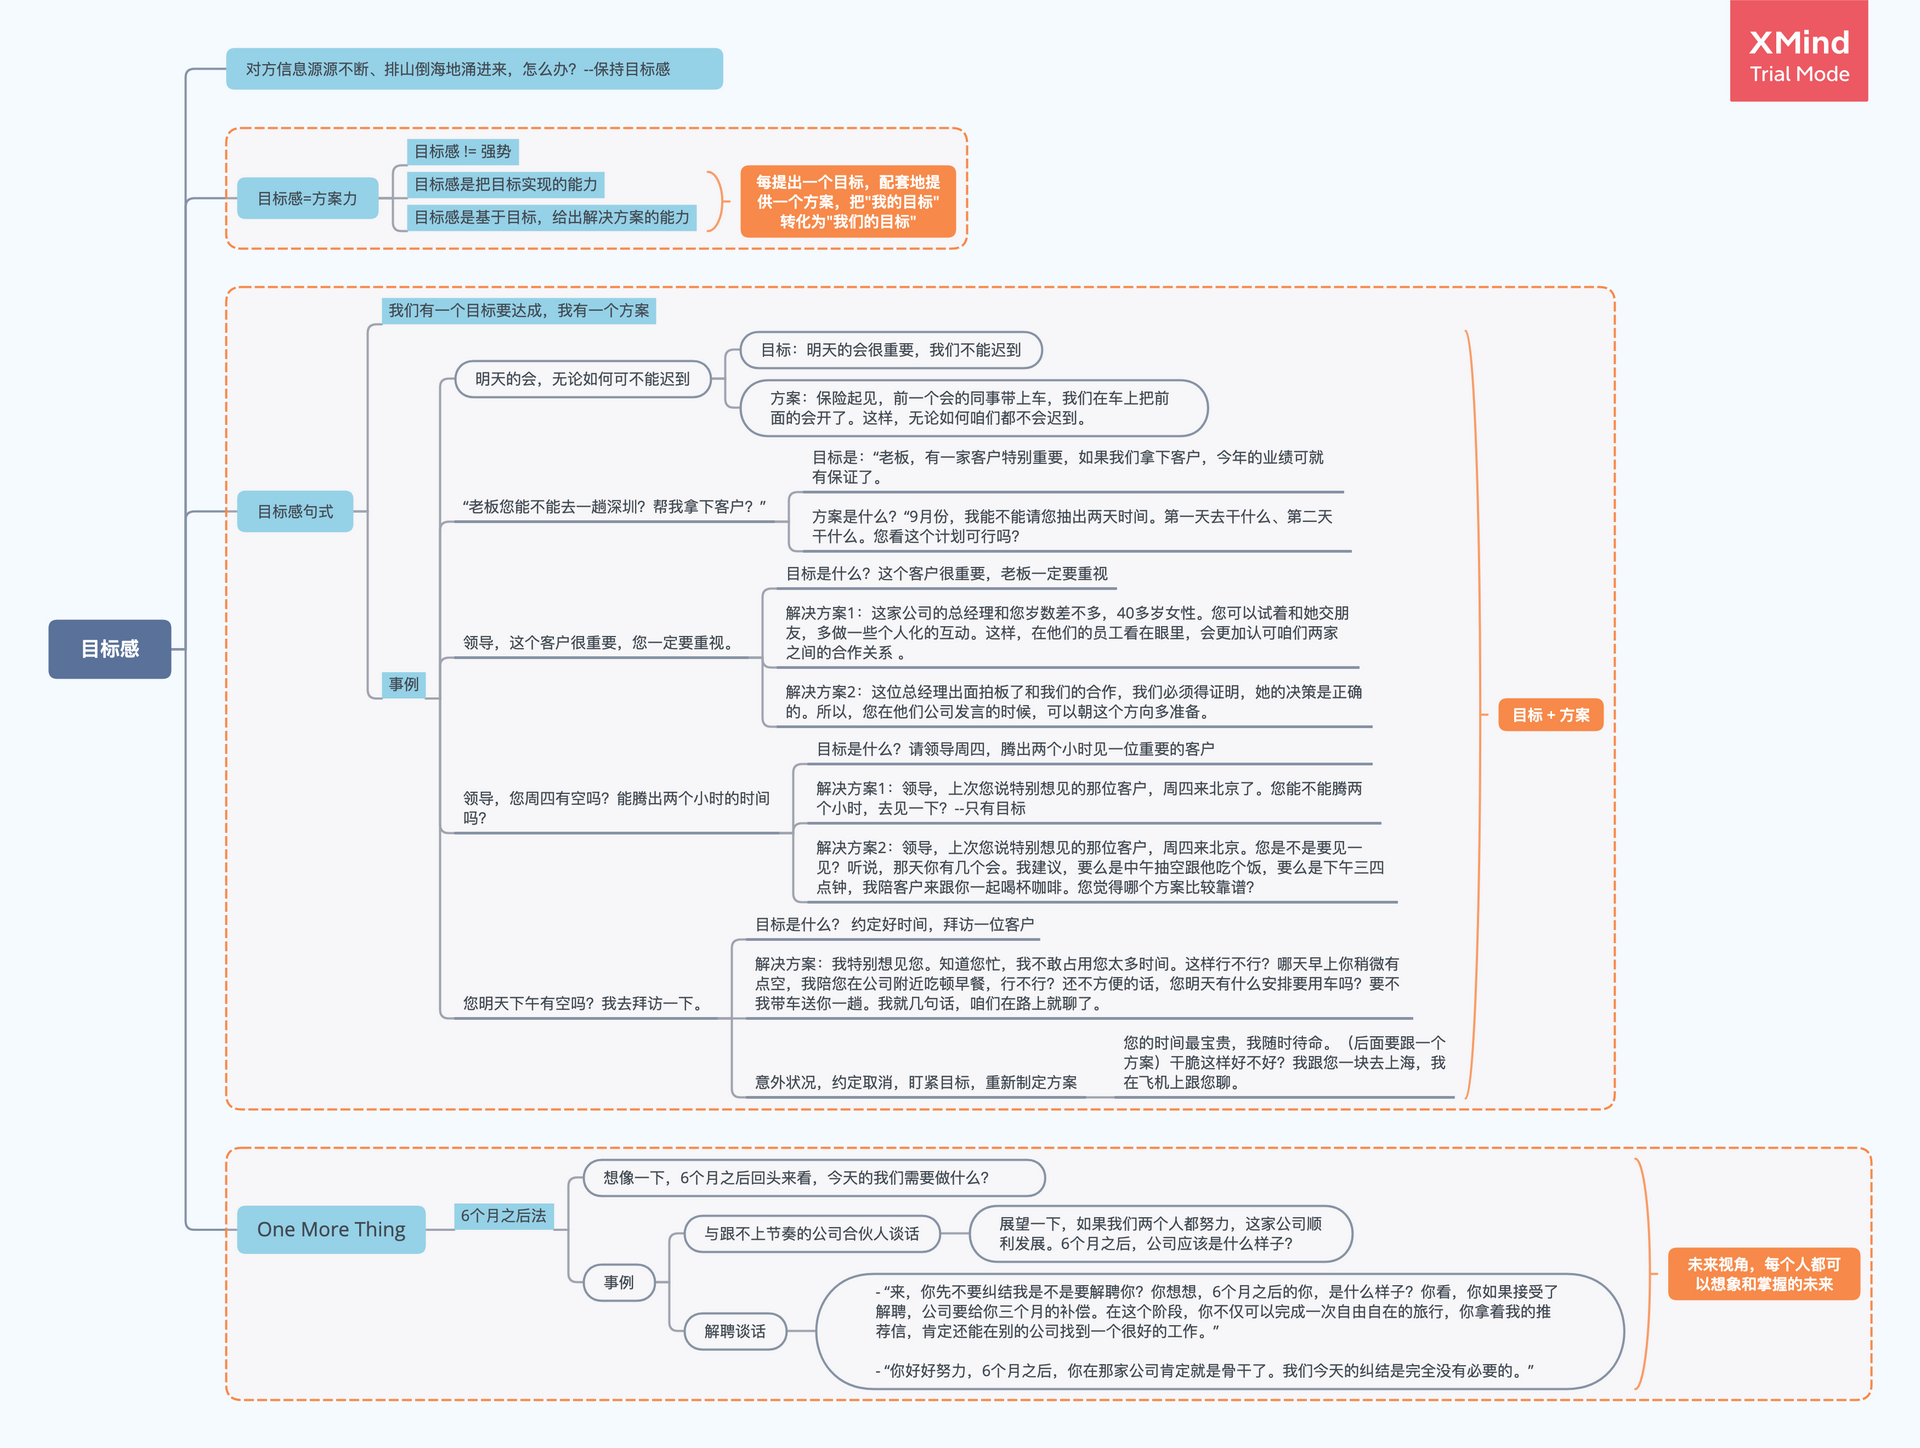 XMind
Trial Mode
对方信息源源不断、排山倒海地涌进来，怎么办？--保持目标感
目标感 != 强势
目标感=方案力
目标感是把目标实现的能力
目标感是基于目标，给出解决方案的能力
每提出一个目标，配套地提
供一个方案，把"我的目标"
转化为"我们的目标"
我们有一个目标要达成，我有一个方案
目标感句式
目标感
事例
明天的会，无论如何可不能迟到
目标：明天的会很重要，我们不能迟到
方案：保险起见，前一个会的同事带上车，我们在车上把前
面的会开了。这样，无论如何咱们都不会迟到。
“老板您能不能去一趟深圳？帮我拿下客户？”
目标是：“老板，有一家客户特别重要，如果我们拿下客户，今年的业绩可就
有保证了。
方案是什么？“9月份，我能不能请您抽出两天时间。第一天去干什么、第二天
干什么。您看这个计划可行吗？
领导，这个客户很重要，您一定要重视。
目标是什么？这个客户很重要，老板一定要重视
解决方案1：这家公司的总经理和您岁数差不多，40多岁女性。您可以试着和她交朋
友，多做一些个人化的互动。这样，在他们的员工看在眼里，会更加认可咱们两家
之间的合作关系 。
解决方案2：这位总经理出面拍板了和我们的合作，我们必须得证明，她的决策是正确
的。所以，您在他们公司发言的时候，可以朝这个方向多准备。
领导，您周四有空吗？能腾出两个小时的时间
吗？
目标是什么？请领导周四，腾出两个小时见一位重要的客户
解决方案1：领导，上次您说特别想见的那位客户，周四来北京了。您能不能腾两
个小时，去见一下？--只有目标
解决方案2：领导，上次您说特别想见的那位客户，周四来北京。您是不是要见一
见？听说，那天你有几个会。我建议，要么是中午抽空跟他吃个饭，要么是下午三四
点钟，我陪客户来跟你一起喝杯咖啡。您觉得哪个方案比较靠谱？
您明天下午有空吗？我去拜访一下。
目标是什么？ 约定好时间，拜访一位客户
解决方案：我特别想见您。知道您忙，我不敢占用您太多时间。这样行不行？哪天早上你稍微有
点空，我陪您在公司附近吃顿早餐，行不行？还不方便的话，您明天有什么安排要用车吗？要不
我带车送你一趟。我就几句话，咱们在路上就聊了。
意外状况，约定取消，盯紧目标，重新制定方案
您的时间最宝贵，我随时待命。（后面要跟一个
方案）干脆这样好不好？我跟您一块去上海，我
在飞机上跟您聊。
目标 + 方案
One More Thing
6个月之后法
想像一下，6个月之后回头来看，今天的我们需要做什么？
事例
与跟不上节奏的公司合伙人谈话
展望一下，如果我们两个人都努力，这家公司顺
利发展。6个月之后，公司应该是什么样子？
解聘谈话
- “来，你先不要纠结我是不是要解聘你？你想想，6个月之后的你，是什么样子？你看，你如果接受了
解聘，公司要给你三个月的补偿。在这个阶段，你不仅可以完成一次自由自在的旅行，你拿着我的推
荐信，肯定还能在别的公司找到一个很好的工作。”
- “你好好努力，6个月之后，你在那家公司肯定就是骨干了。我们今天的纠结是完全没有必要的。”
未来视角，每个人都可
以想象和掌握的未来